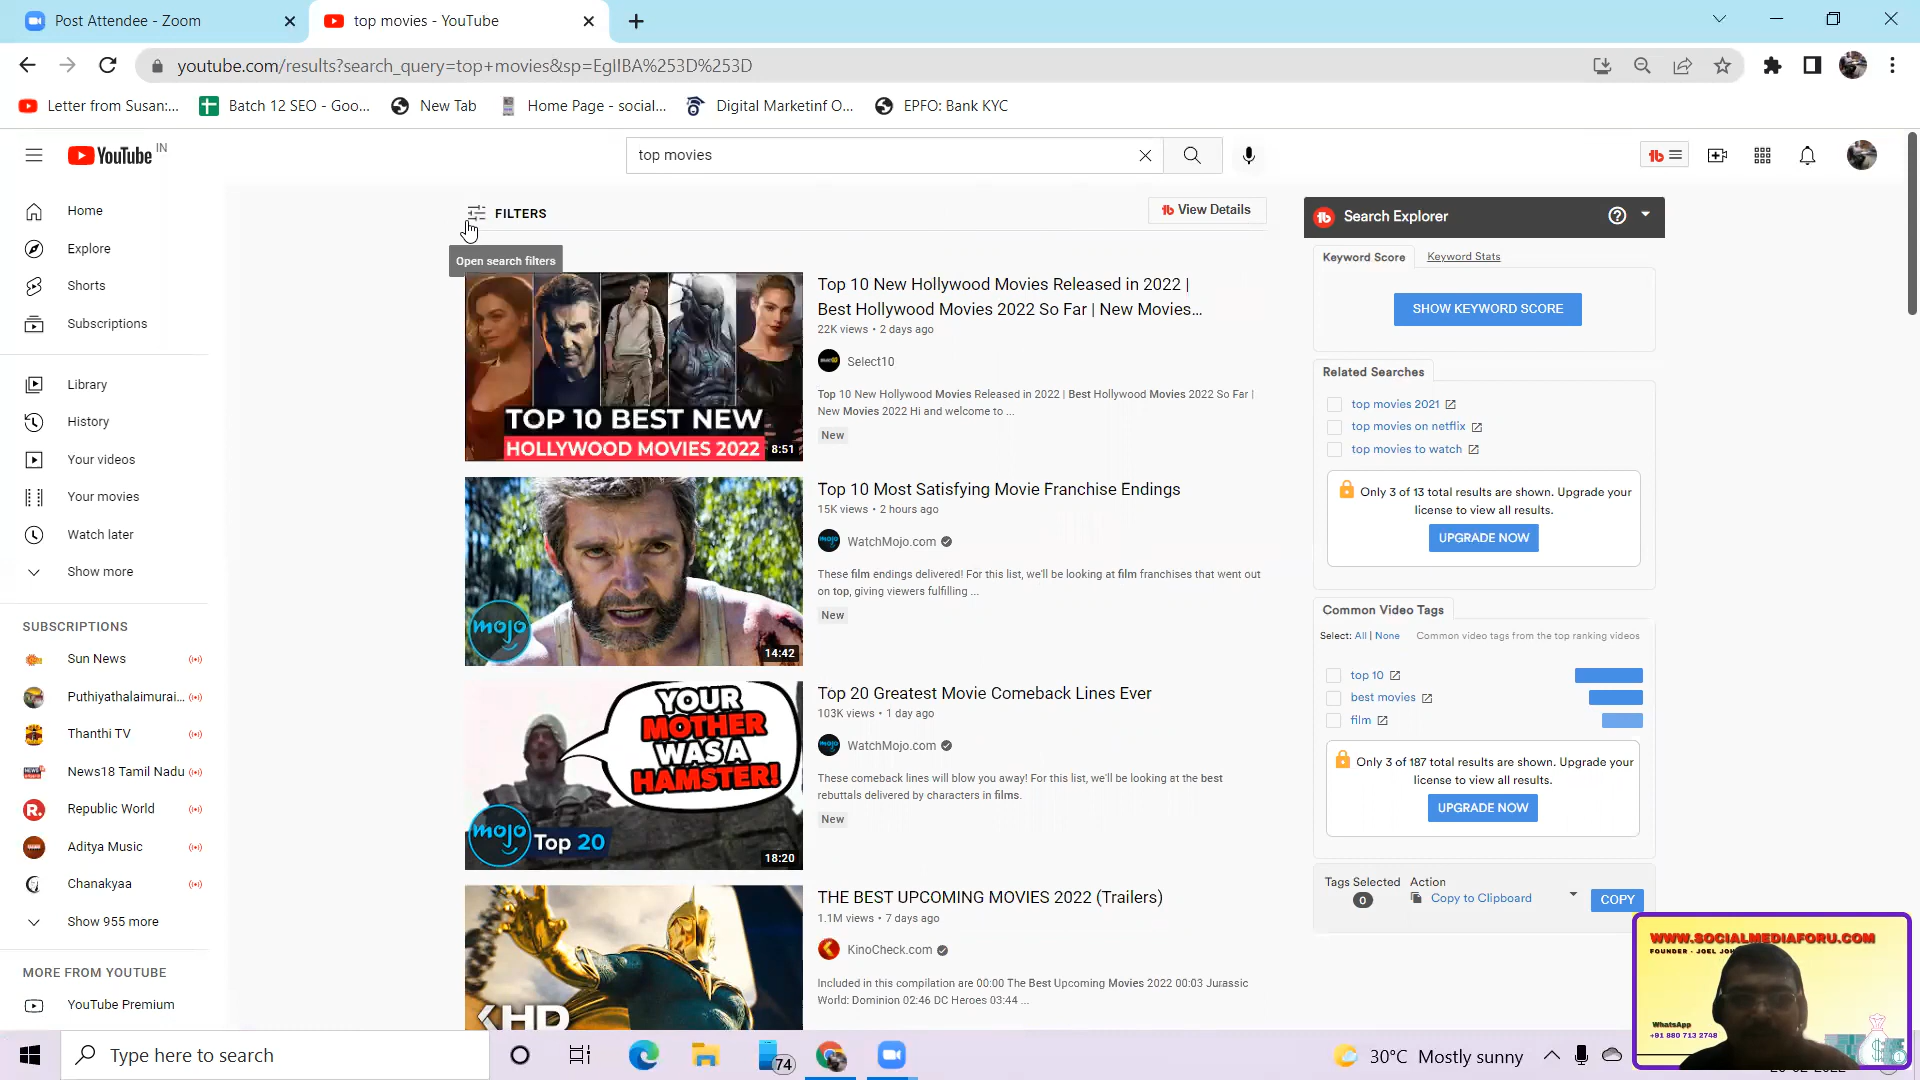 Post Attendee - Zoom
top movies - YouTube
youtube.com/results?search_query=top+movies&sp=EgIIBA%253D%253D
Letter from Susan:...
Batch 12 SEO - Goo...
New Tab
Home Page - social...
Digital Marketinf O...
EPFO: Bank KYC
YouTube IN
top movies
Home
Explore
Shorts
Subscriptions
Library
History
Your videos
Your movies
Watch later
Show more
SUBSCRIPTIONS
Sun News
Puthiyathalaimurai...
Thanthi TV
News18 Tamil Nadu
Republic World
Aditya Music
Chanakyaa
Show 955 more
MORE FROM YOUTUBE
YouTube Premium
FILTERS
View Details
Open search filters
TOP 10 BEST NEW
HOLLYWOOD MOVIES 2022
8:51
Top 10 New Hollywood Movies Released in 2022 |
Best Hollywood Movies 2022 So Far | New Movies...
22K views • 2 days ago
Select10
Top 10 New Hollywood Movies Released in 2022 | Best Hollywood Movies 2022 So Far |
New Movies 2022 Hi and welcome to ...
New
mojo
14:42
Top 10 Most Satisfying Movie Franchise Endings
15K views • 2 hours ago
WatchMojo.com
These film endings delivered! For this list, we'll be looking at film franchises that went out
on top, giving viewers fulfilling ...
New
YOUR
MOTHER
WAS A
HAMSTER!
mojo
Top 20
18:20
Top 20 Greatest Movie Comeback Lines Ever
103K views • 1 day ago
WatchMojo.com
These comeback lines will blow you away! For this list, we'll be looking at the best
rebuttals delivered by characters in films.
New
KHD
THE BEST UPCOMING MOVIES 2022 (Trailers)
1.1M views • 7 days ago
KinoCheck.com
Included in this compilation are 00:00 The Best Upcoming Movies 2022 00:03 Jurassic
World: Dominion 02:46 DC Heroes 03:44 ...
Search Explorer
Keyword Score
Keyword Stats
SHOW KEYWORD SCORE
Related Searches
top movies 2021
top movies on netflix
top movies to watch
Only 3 of 13 total results are shown. Upgrade your
license to view all results.
UPGRADE NOW
Common Video Tags
Select: All | None
Common video tags from the top ranking videos
top 10
best movies
film
Only 3 of 187 total results are shown. Upgrade your
license to view all results.
UPGRADE NOW
Tags Selected
0
Action
Copy to Clipboard
COPY
WWW.SOCIALMEDIAFORU.COM
FOUNDER - JOEL
WhatsApp
+91 880 713 2748
Type here to search
74
30°C Mostly sunny